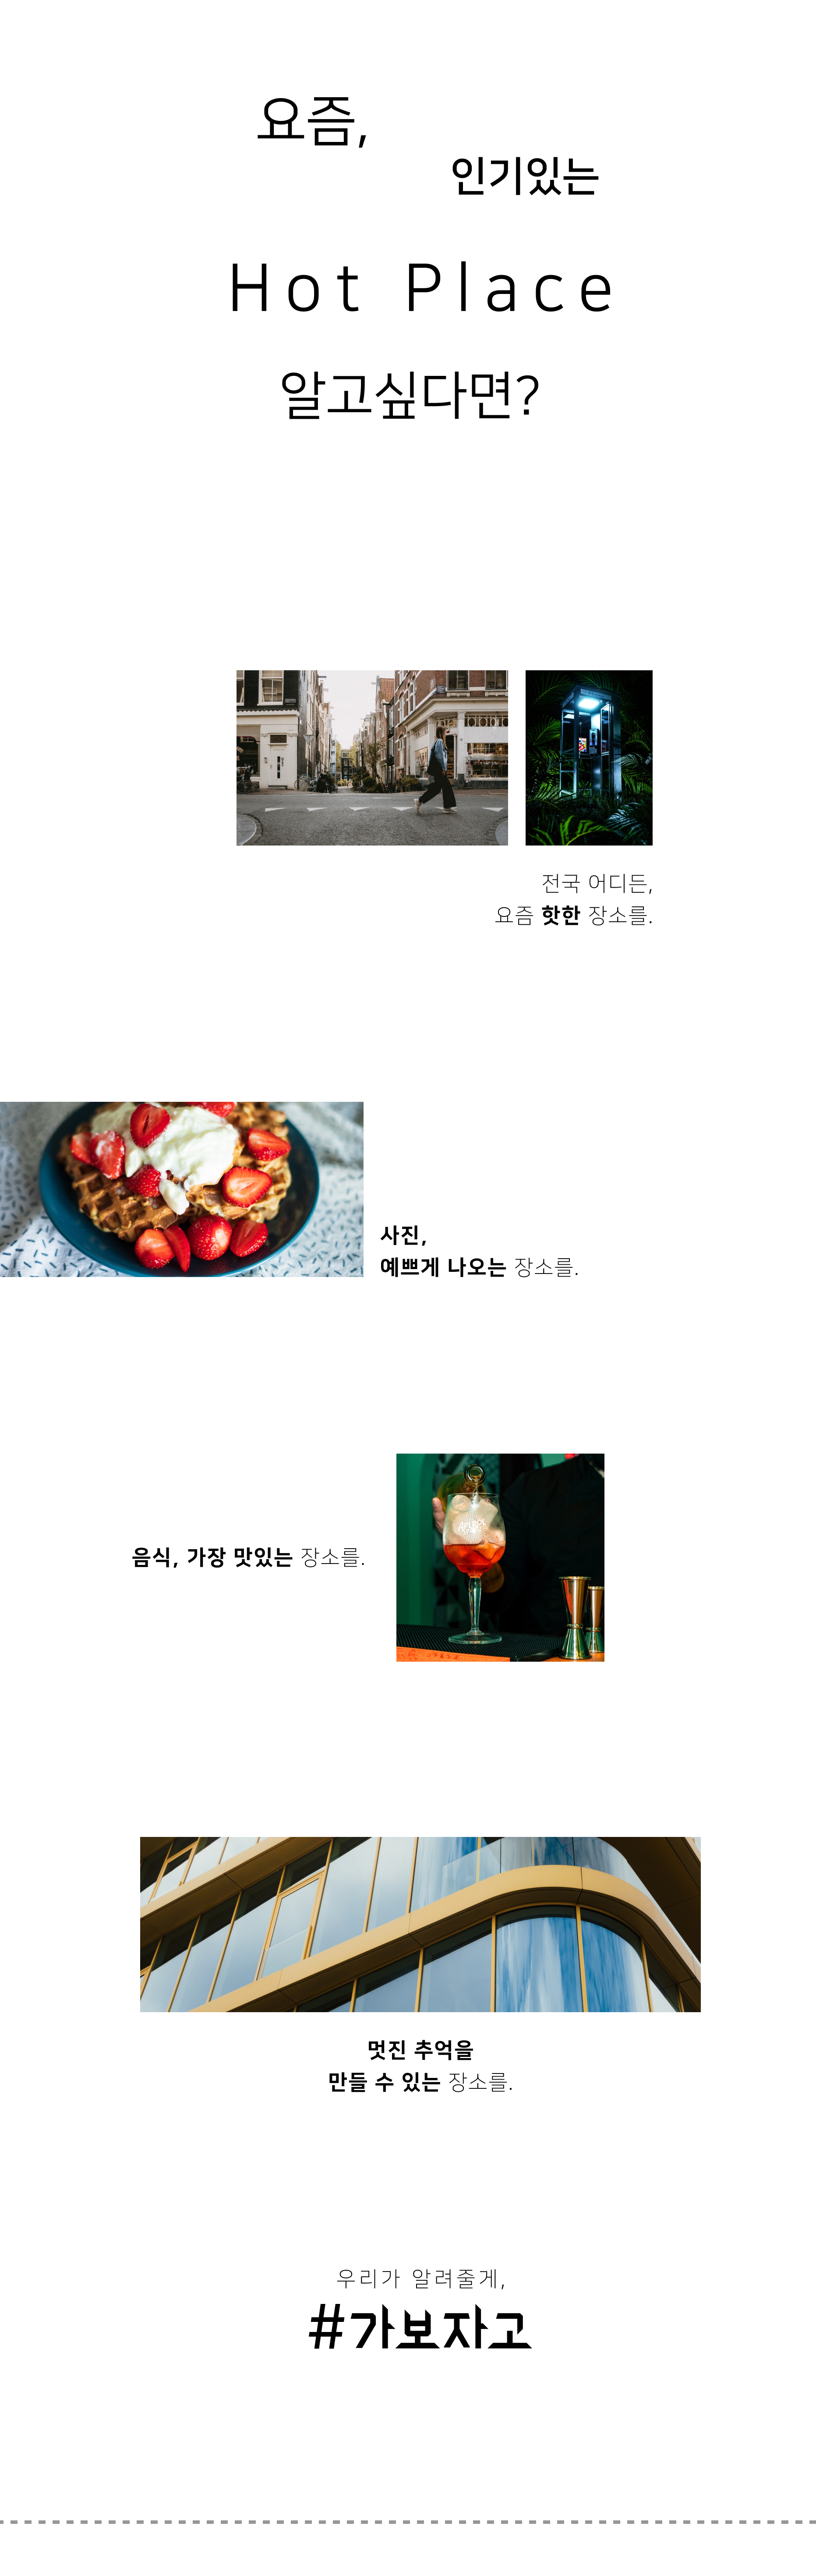 요즘,
인기있는
Hot Place
알고싶다면?
전국 어디든,
요즘 핫한 장소를.
사진,
예쁘게 나오는 장소를.
음식, 가장 맛있는 장소를.
멋진 추억을
만들 수 있는 장소를.
우리가 알려줄게,
#가보자고